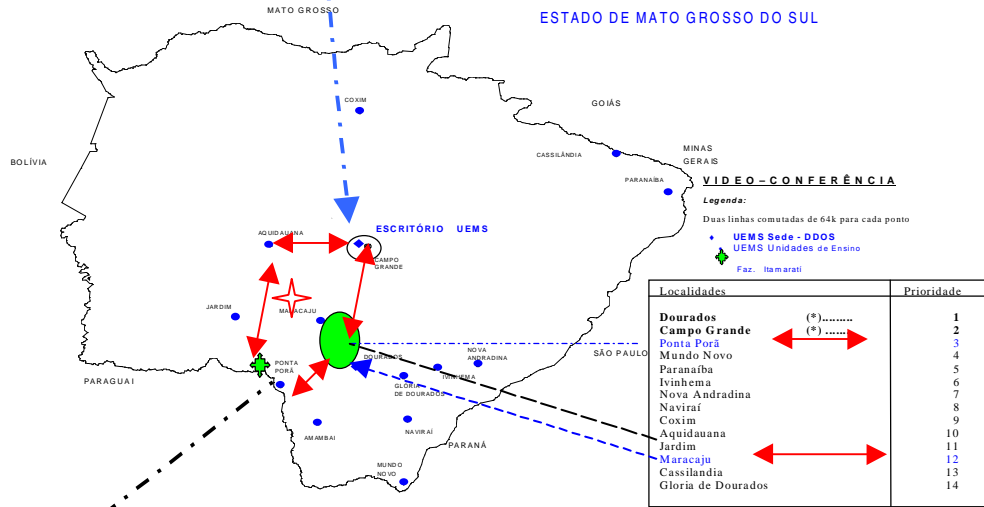 MATO GROSSO
ESTADO DE MATO GROSSO DO SUL
COXIM
GOIÁS
MINAS
GERAIS
BOLÍVIA
CASSILÂNDIA
PARANAÍBA
VIDEO-CONFERÊNCIA
Legenda:
Duas linhas comutadas de 64k para cada ponto
UEMS Sede - DDOS
UEMS Unidades de Ensino
Faz. Itamaratí
AQUIDAUANA
ESCRITÓRIO UEMS
CAMPO
GRANDE
JARDIM
MARACAJU
DOURADOS
NOVA
ANDRADINA
SÃO PAULO
PARAGUAI
PONTA
PORÃ
GLÓRIA
DE DOURADOS
IVINHEMA
AMAMBAI
NAVIRAÍ
PARANÁ
MUNDO
NOVO
Localidades Prioridade
Dourados (*)......... 1
Campo Grande (*) ...... 2
Ponta Porã 3
Mundo Novo 4
Paranaíba 5
Ivinhema 6
Nova Andradina 7
Naviraí 8
Coxim 9
Aquidauana 10
Jardim 11
Maracaju 12
Cassilandia 13
Gloria de Dourados 14